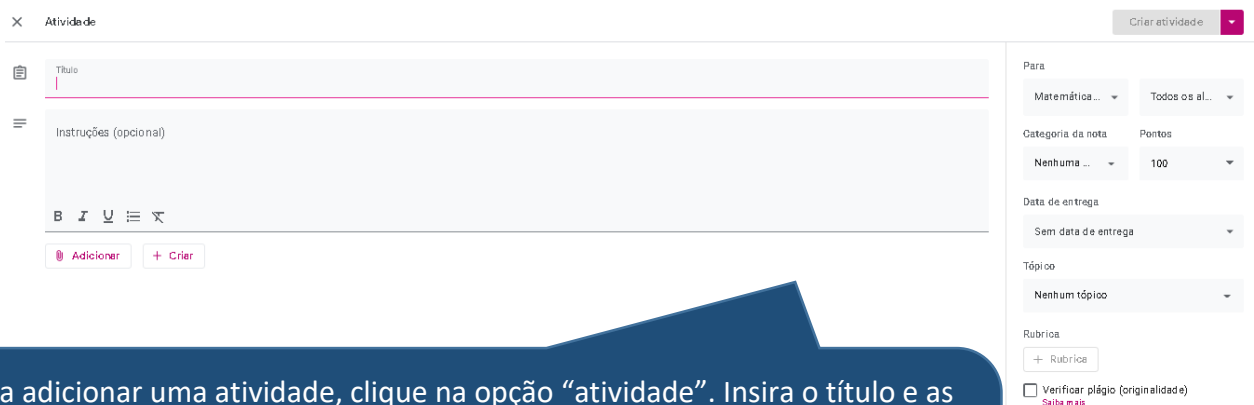 Atividade
Criar atividade
Título
Instruções (opcional)
B I U
Adicionar
+ Criar
Para
Matemática... Todos os al...
Categoria da nota Pontos
Nenhuma ... 100
Data de entrega
Sem data de entrega
Tópico
Nenhum tópico
Rubrica
+ Rubrica
Verificar plágio (originalidade)
Saiba mais
a adicionar uma atividade, clique na opção “atividade”. Insira o título e as